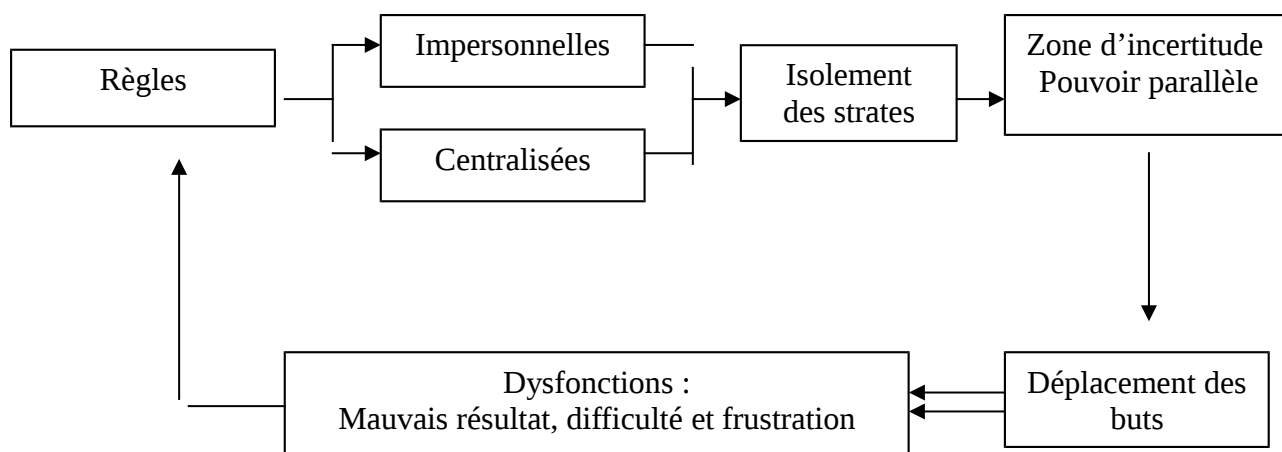 Règles
Impersonnelles
Centralisées
Isolement
des strates
Zone d’incertitude
Pouvoir parallèle
Dysfonctions :
Mauvais résultat, difficulté et frustration
Déplacement des
buts